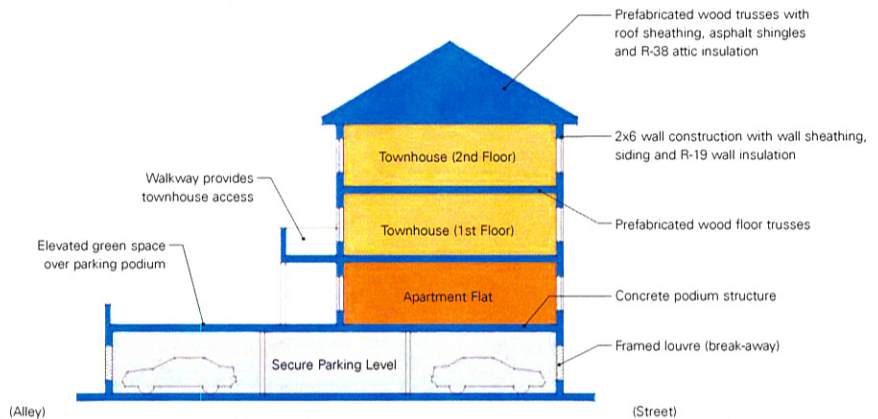 Prefabricated wood trusses with
roof sheathing, asphalt shingles
and R-38 attic insulation
2x6 wall construction with wall sheathing,
siding and R-19 wall insulation
Townhouse (2nd Floor)
Walkway provides
townhouse access
Prefabricated wood floor trusses
Townhouse (1st Floor)
Elevated green space
over parking podium
Apartment Flat
Concrete podium structure
Framed louvre (break-away)
Secure Parking Level
(Alley)
(Street)